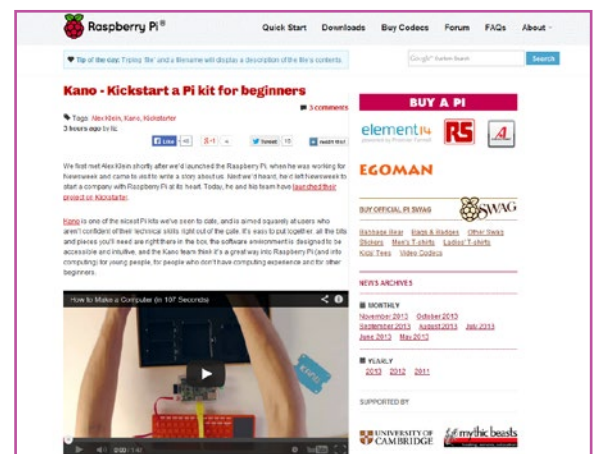 Raspberry Pi®
Quick Start Downloads Buy Codecs Forum FAQs About
Tip of the day: Typing 'file' and a filename will display a description of the file's contents.
Search
Kano - Kickstart a Pi kit for beginners
3 comments
Tags: Alex Klein, Kano, Kickstarter
3 hours ago by liz
Like
Tweet
We first met Alex Klein shortly after we'd launched the Raspberry Pi, when he was working for
Newsweek and came to visit to write a story about us. Next we'd heard, he'd left Newsweek to
start a company with Raspberry Pi at its heart. Today, he and his team have launched their
project on Kickstarter.
Kano is one of the nicest Pi kits we've seen to date, and is aimed squarely at users who
aren't confident of their technical skills right out of the gate. It's easy to put together, all the bits
and pieces you'll need are right there in the box, the software environment is designed to be
accessible and intuitive, and the Kano team think it's a great way into Raspberry Pi (and into
computing) for young people, for people who don't have computing experience and for other
beginners.
How to Make a Computer (in 107 Seconds)
KANO
BUY A PI
element14
RS
A
EGOMAN
BUY OFFICIAL PI SWAG
SWAG
Babbage Bear Bags & Badges Other Swag
Stickers Men's T-shirts Ladies' T-shirts
Kids' Tees Video Codecs
NEWS ARCHIVES
MONTHLY
November 2013 October 2013
September 2013 August 2013 July 2013
June 2013 May 2013
YEARLY
2013 2012 2011
SUPPORTED BY
UNIVERSITY OF
CAMBRIDGE
mythic beasts